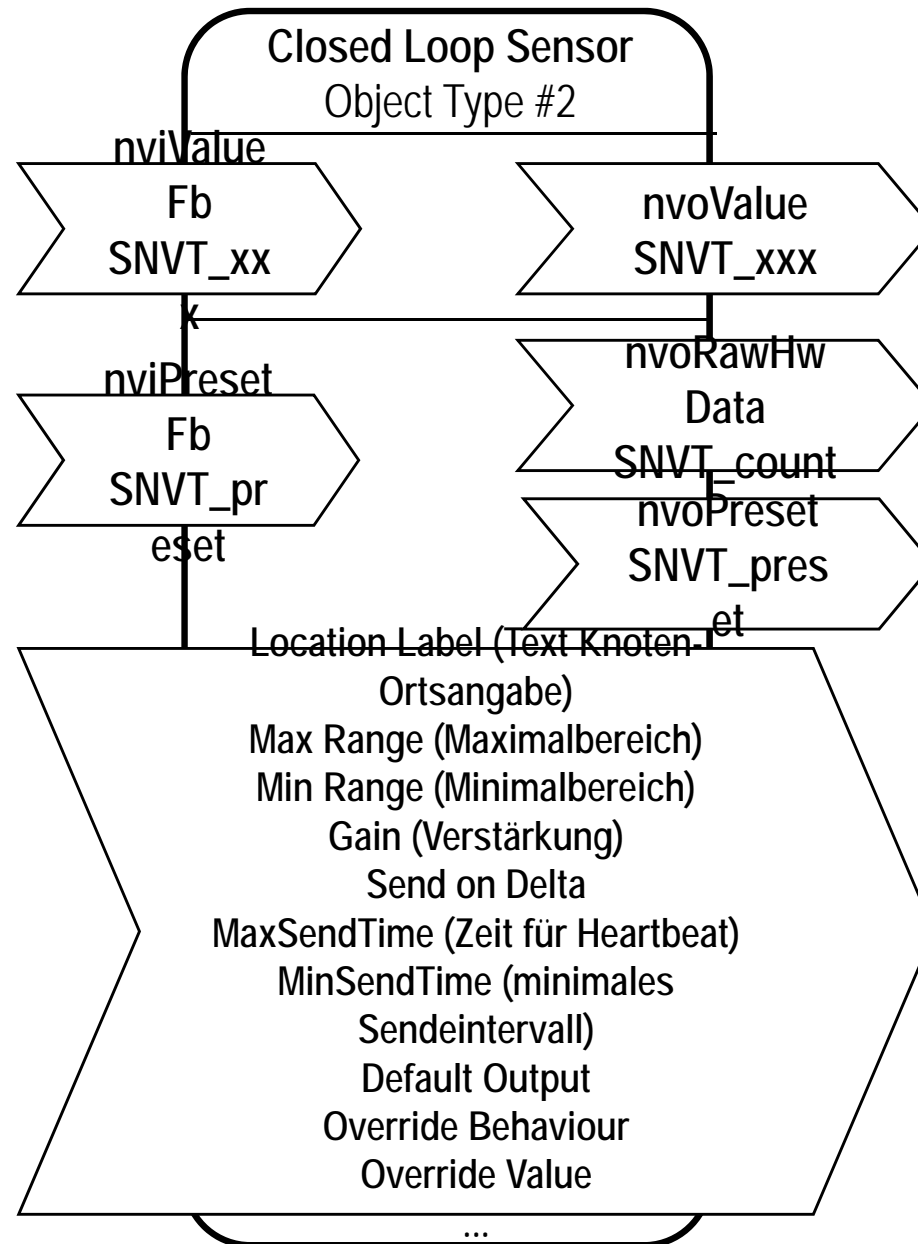 Closed Loop Sensor
Object Type #2
nviValue
Fb
SNVT_xx
x
nvoValue
SNVT_xxx
nviPreset
Fb
SNVT_pr
eset
nvoRawHw
Data
SNVT_count
nvoPreset
SNVT_pres
et
Location Label (Text Knoten-
Ortsangabe)
Max Range (Maximalbereich)
Min Range (Minimalbereich)
Gain (Verstärkung)
Send on Delta
MaxSendTime (Zeit für Heartbeat)
MinSendTime (minimales
Sendeintervall)
Default Output
Override Behaviour
Override Value
...